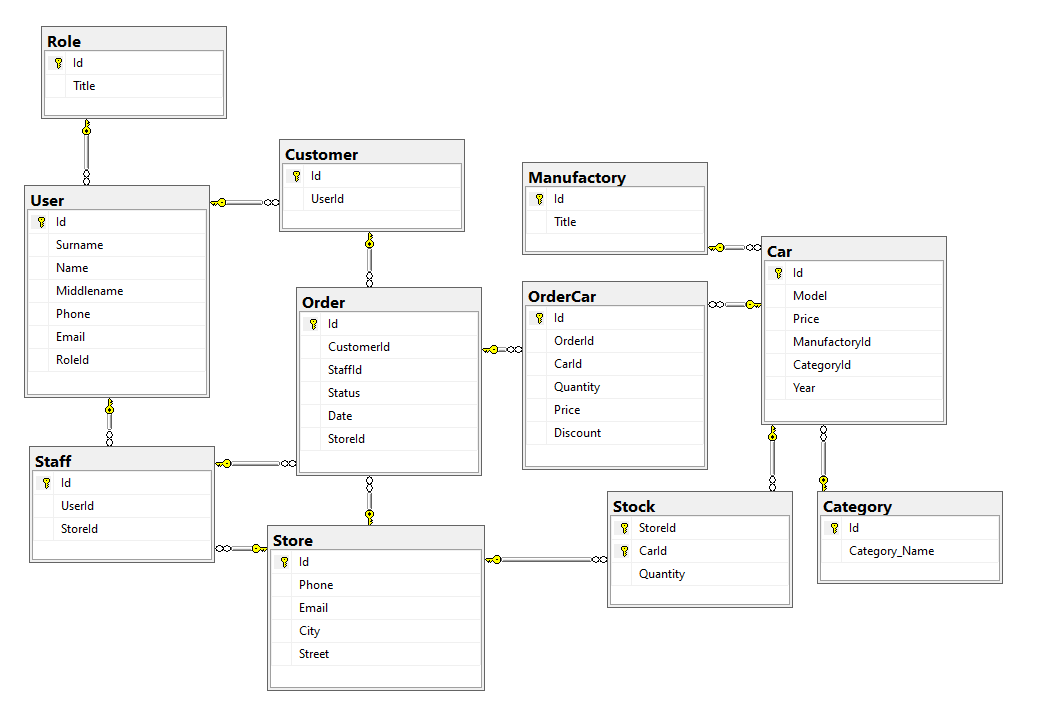 Role
Id
Title
Customer
Id
UserId
Manufactory
Id
Title
User
Id
Surname
Name
Middlename
Phone
Email
RoleId
Car
Id
Model
Price
ManufactoryId
CategoryId
Year
Order
Id
CustomerId
StaffId
Status
Date
StoreId
OrderCar
Id
OrderId
CarId
Quantity
Price
Discount
Staff
Id
UserId
StoreId
Store
Id
Phone
Email
City
Street
Stock
StoreId
CarId
Quantity
Category
Id
Category_Name